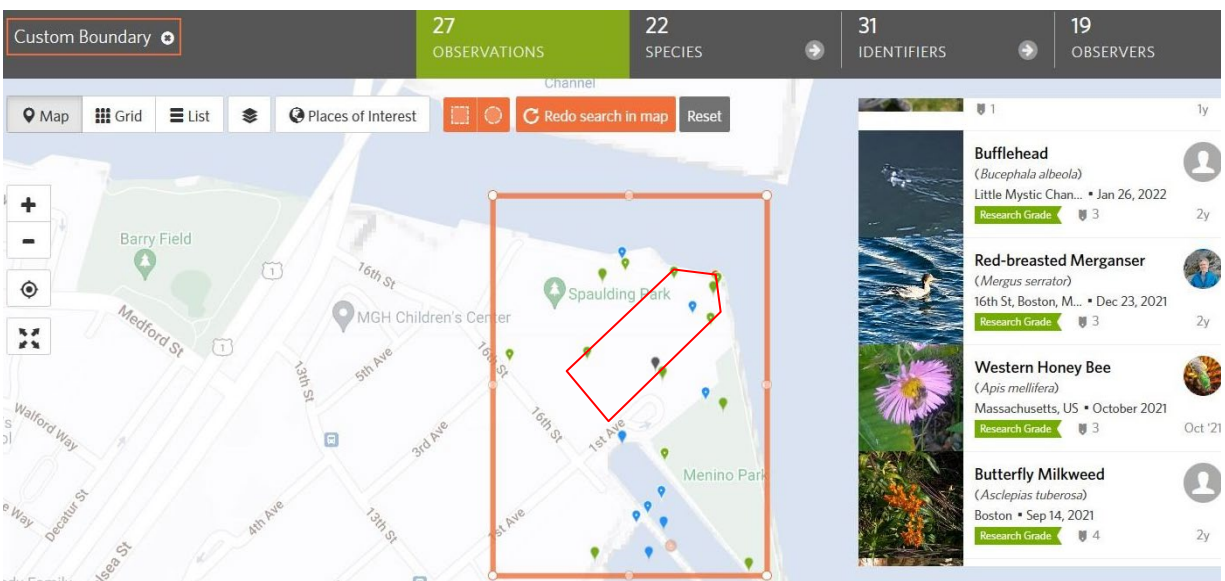 Custom Boundary
27
OBSERVATIONS
22
SPECIES
31
IDENTIFIERS
19
OBSERVERS
Channel
Map
Grid
List
Places of Interest
Redo search in map
Reset
Barry Field
1
16th St
Spaulding Park
MGH Children's Center
Medford St
1
13th St
5th Ave
16th St
Walford Way
3rd Ave
16th St
1st Ave
Menino Park
Decatur St
4th Ave
13th St
1st Ave
1
1y
Bufflehead
(Bucephala albeola)
Little Mystic Chan... ▪ Jan 26, 2022
Research Grade 3 2y
Red-breasted Merganser
(Mergus serrator)
16th St, Boston, M... ▪ Dec 23, 2021
Research Grade 3 2y
Western Honey Bee
(Apis mellifera)
Massachusetts, US ▪ October 2021
Research Grade 3 Oct '21
Butterfly Milkweed
(Asclepias tuberosa)
Boston ▪ Sep 14, 2021
Research Grade 4 2y